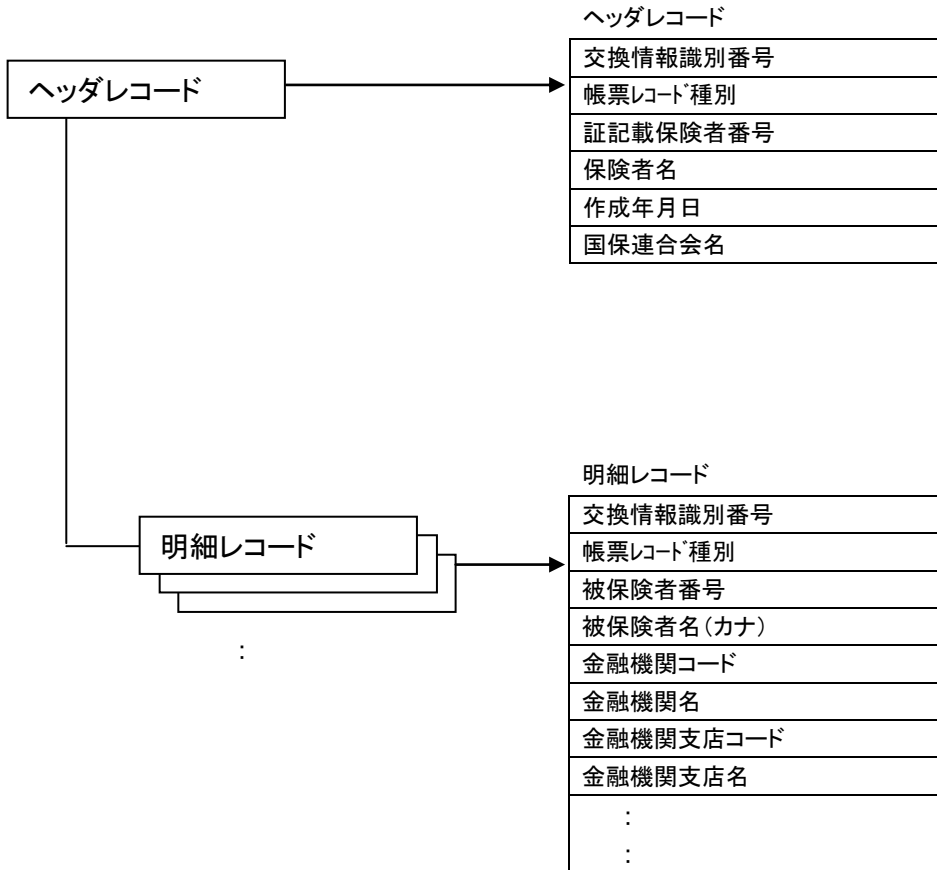 ヘッダレコード
ヘッダレコード
交換情報識別番号
帳票ﾚｺｰﾄﾞ種別
証記載保険者番号
保険者名
作成年月日
国保連合会名
明細レコード
:
明細レコード
交換情報識別番号
帳票ﾚｺｰﾄﾞ種別
被保険者番号
被保険者名(カナ)
金融機関コード
金融機関名
金融機関支店コード
金融機関支店名
:
: